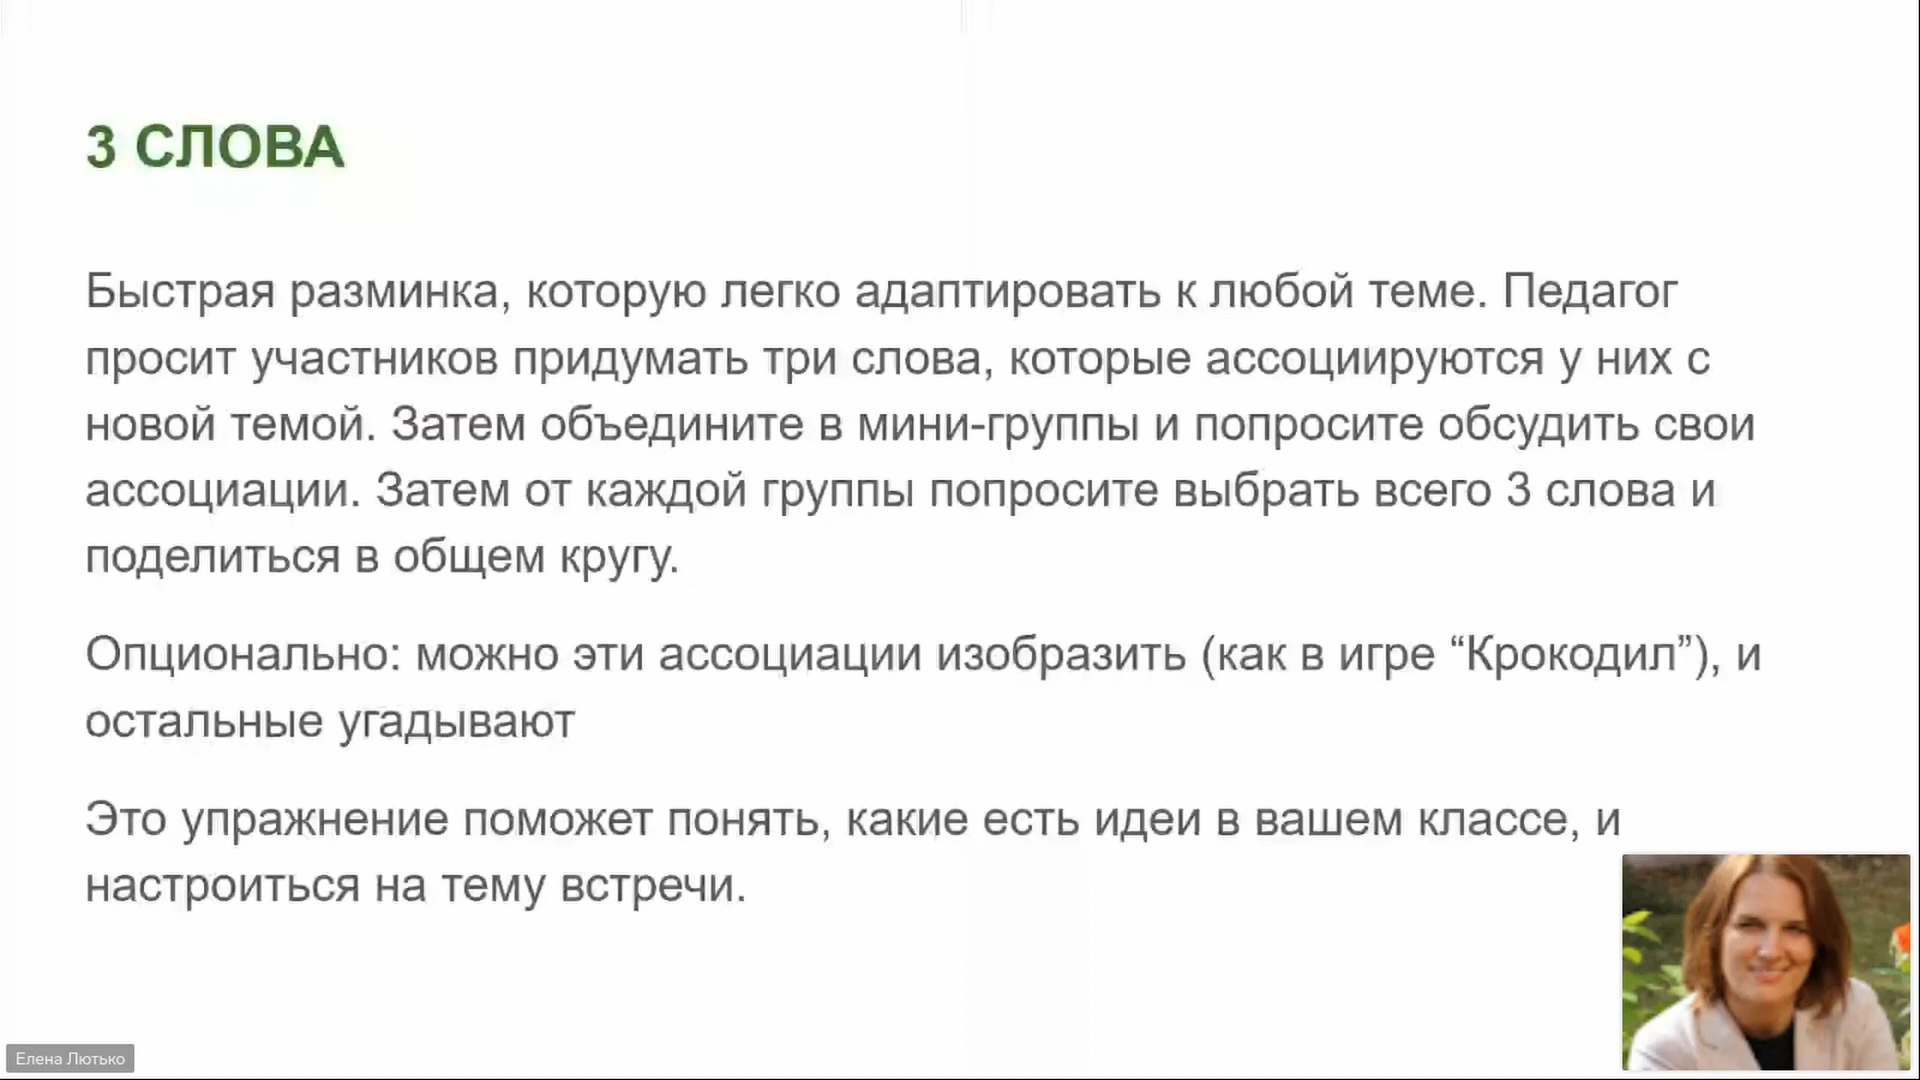 3 СЛОВА
Быстрая разминка, которую легко адаптировать к любой теме. Педагог
просит участников придумать три слова, которые ассоциируются у них с
новой темой. Затем объедините в мини-группы и попросите обсудить свои
ассоциации. Затем от каждой группы попросите выбрать всего 3 слова и
поделиться в общем кругу.
Опционально: можно эти ассоциации изобразить (как в игре “Крокодил”), и
остальные угадывают
Это упражнение поможет понять, какие есть идеи в вашем классе, и
настроиться на тему встречи.
Елена Лютько